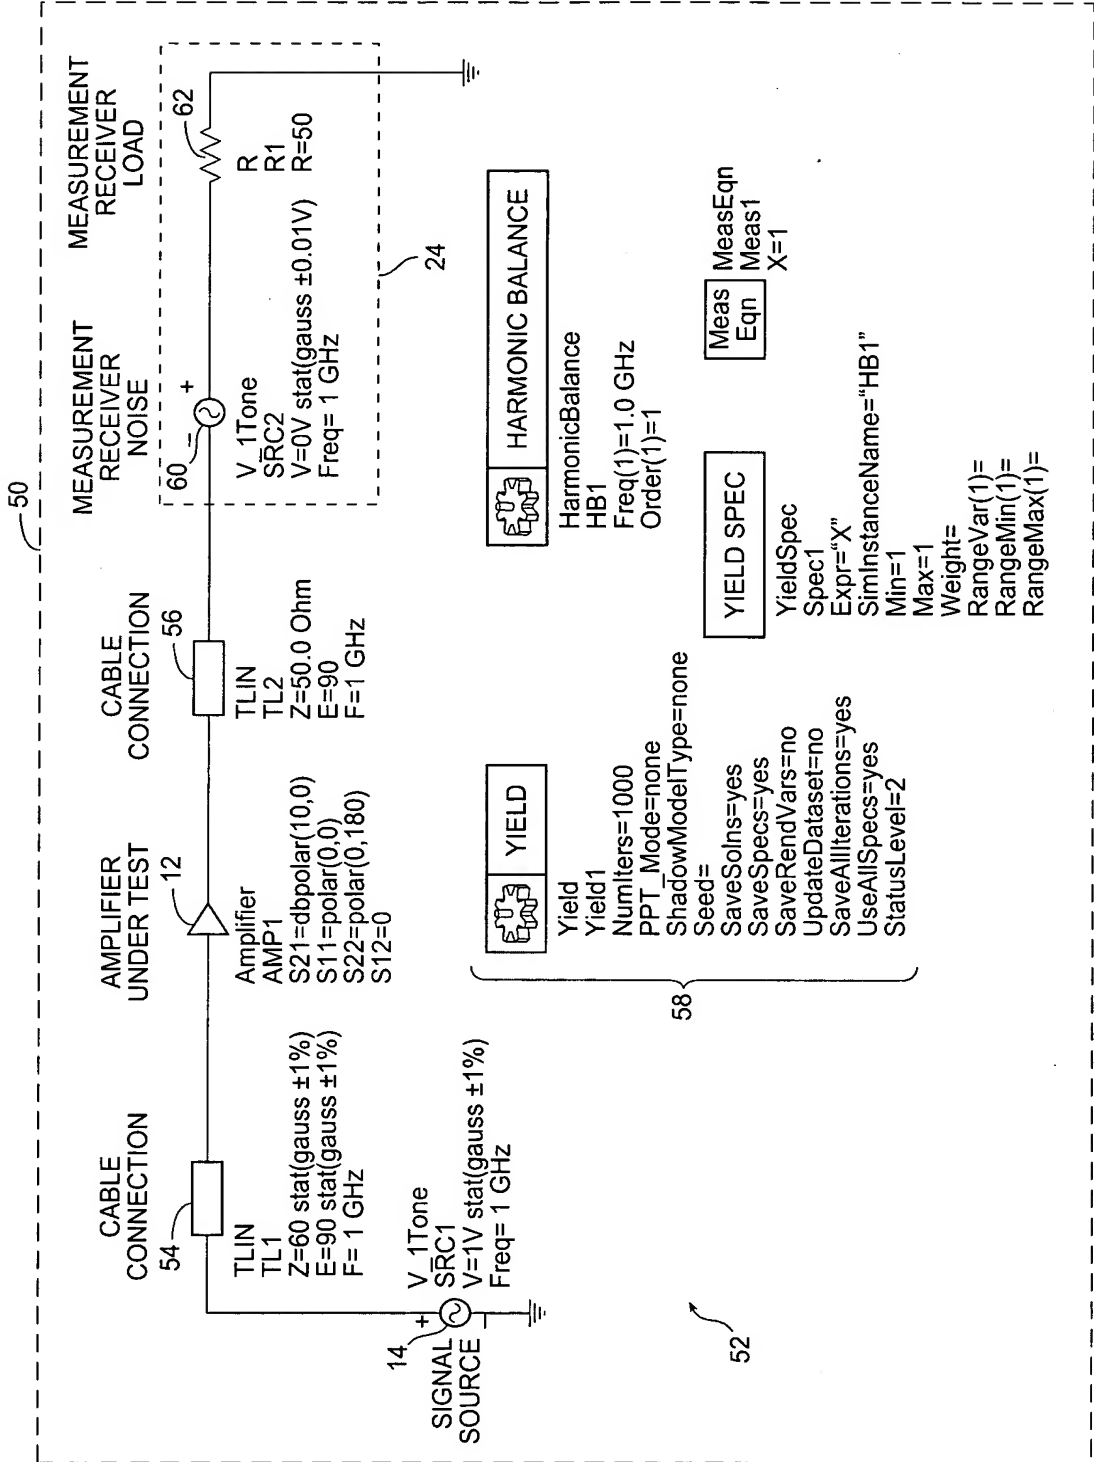 50
CABLE
CONNECTION
54
TLIN
TL1
Z=60 stat(gauss ±1%)
E=90 stat(gauss ±1%)
F= 1 GHz
AMPLIFIER
UNDER TEST
12
Amplifier
AMP1
S21=dbpolar(10,0)
S11=polar(0,0)
S22=polar(0,180)
S12=0
CABLE
CONNECTION
56
TLIN
TL2
Z=50.0 Ohm
E=90
F=1 GHz
MEASUREMENT
RECEIVER
NOISE
60
–
+
V_1Tone
SRC2
V=0V stat(gauss ±0.01V)
Freq= 1 GHz
MEASUREMENT
RECEIVER
LOAD
62
R
R1
R=50
24
14
+
–
SIGNAL
SOURCE
V_1Tone
SRC1
V=1V stat(gauss ±1%)
Freq= 1 GHz
52
58
YIELD
Yield
Yield1
NumIters=1000
PPT_Mode=none
ShadowModelType=none
Seed=
SaveSolns=yes
SaveSpecs=yes
SaveRendVars=no
UpdateDataset=no
SaveAllIterations=yes
UseAllSpecs=yes
StatusLevel=2
HARMONIC BALANCE
HarmonicBalance
HB1
Freq(1)=1.0 GHz
Order(1)=1
YIELD SPEC
YieldSpec
Spec1
Expr="X"
SimInstanceName="HB1"
Min=1
Max=1
Weight=
RangeVar(1)=
RangeMin(1)=
RangeMax(1)=
Meas
Eqn
MeasEqn
Meas1
X=1